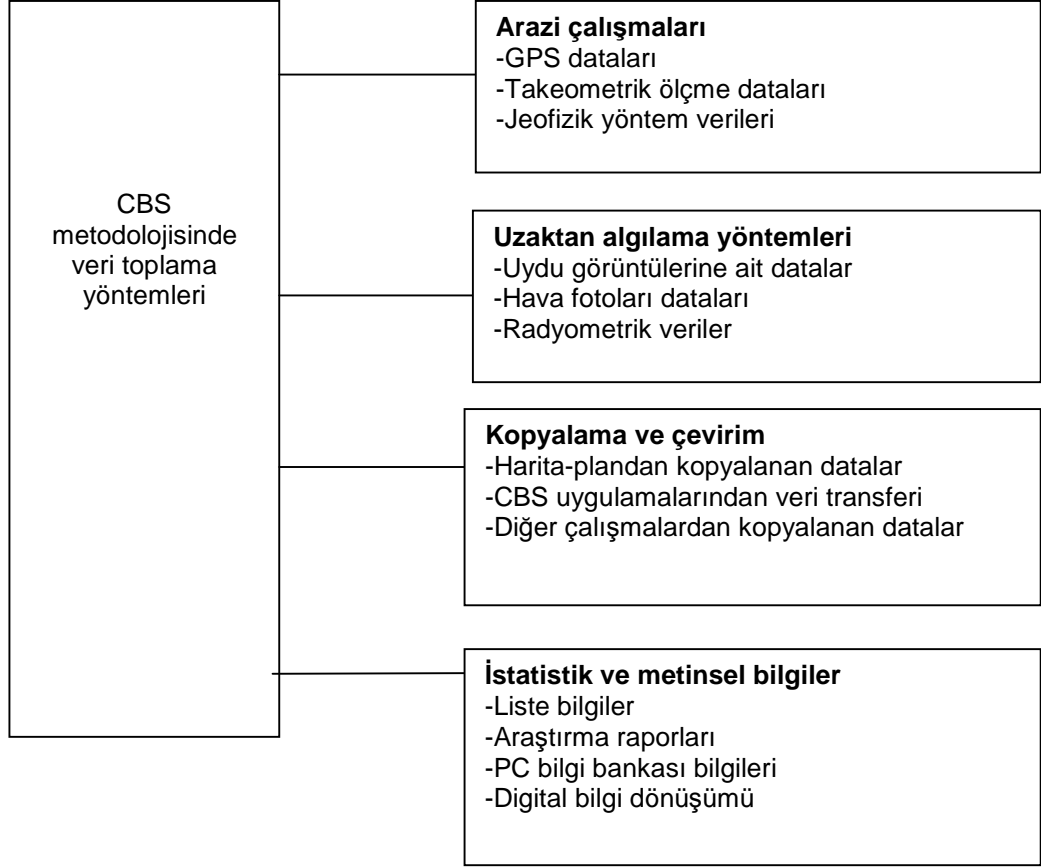 CBS
metodolojisinde
veri toplama
yöntemleri
Arazi çalışmaları
-GPS dataları
-Takeometrik ölçme dataları
-Jeofizik yöntem verileri
Uzaktan algılama yöntemleri
-Uydu görüntülerine ait datalar
-Hava fotoları dataları
-Radyometrik veriler
Kopyalama ve çevirim
-Harita-plandan kopyalanan datalar
-CBS uygulamalarından veri transferi
-Diğer çalışmalardan kopyalanan datalar
İstatistik ve metinsel bilgiler
-Liste bilgiler
-Araştırma raporları
-PC bilgi bankası bilgileri
-Digital bilgi dönüşümü